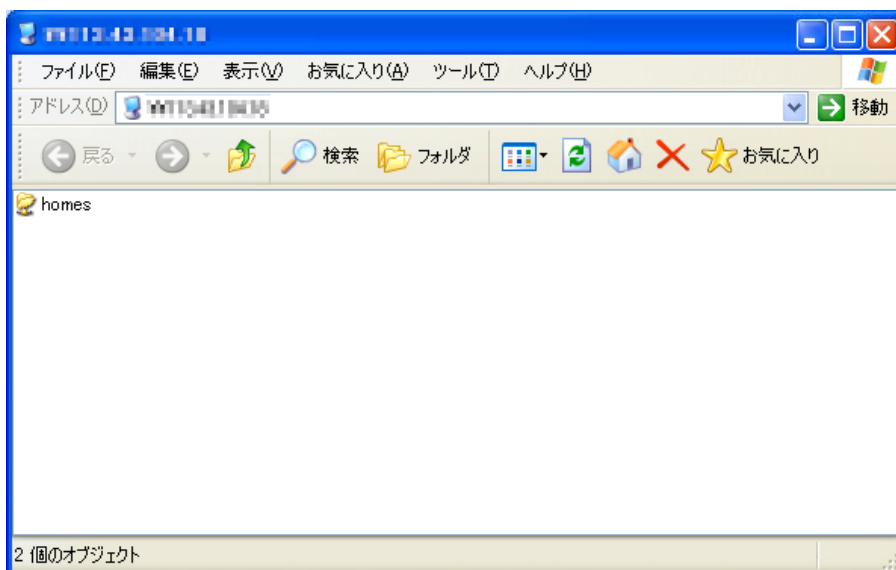 ファイル(F) 編集(E) 表示(V) お気に入り(A) ツール(T) ヘルプ(H)
アドレス(D) 移動
戻る 検索 フォルダ お気に入り
homes
2 個のオブジェクト